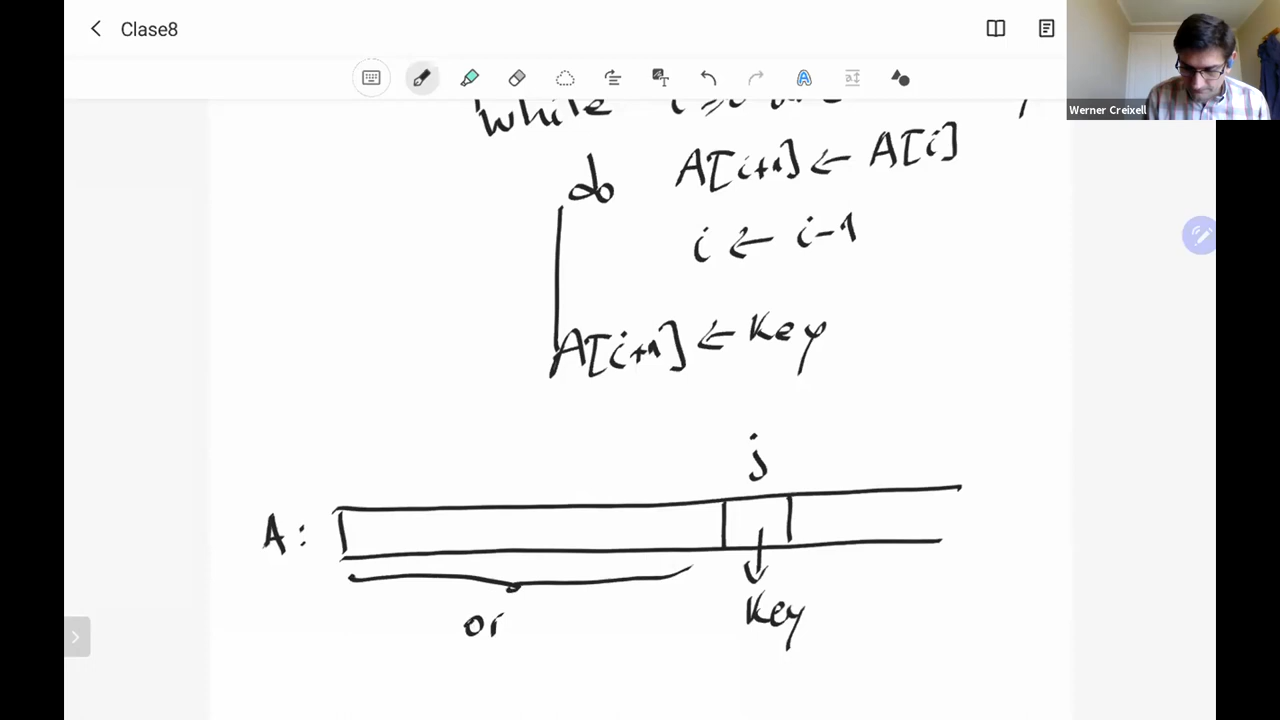 Clase8
Werner Creixell
while
do A[i+1] ← A[i]
i ← i-1
A[i+1] ← key
j
A:
or key